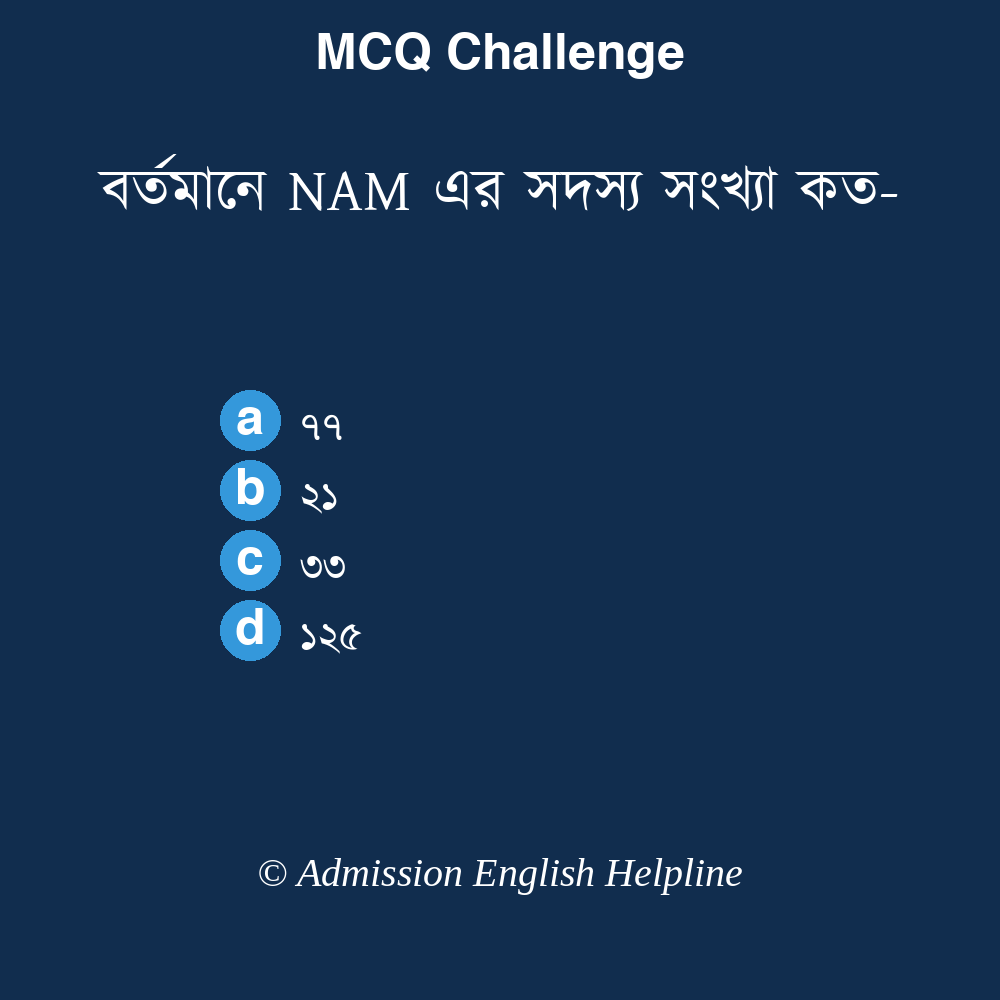 MCQ Challenge
বর্তমানে NAM এর সদস্য সংখ্যা কত-
a ৭৭
b ২১
c ৩৩
d ১২৫
© Admission English Helpline